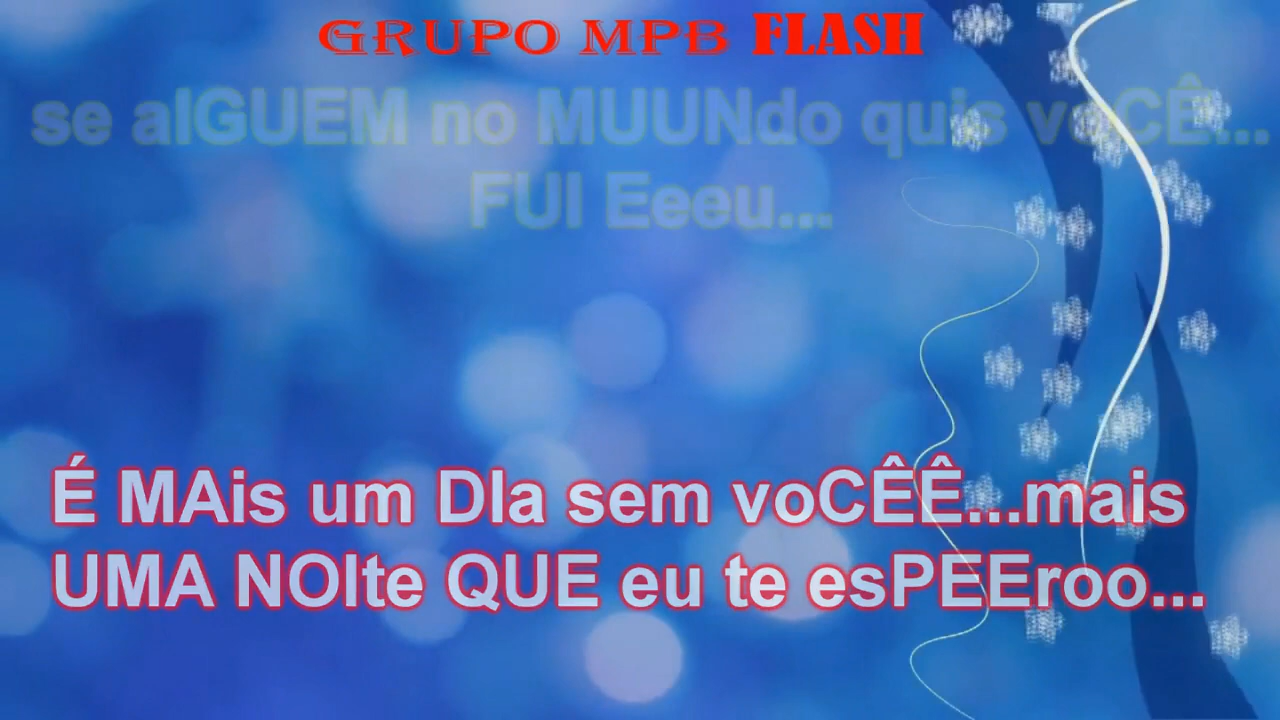 GRUPO MPB FLASH
se alGUEM no MUUNdo quis voCÊ...
FUI Eeeu...
É MAis um DIa sem voCÊÊ...mais
UMA NOIte QUE eu te esPEEroo...